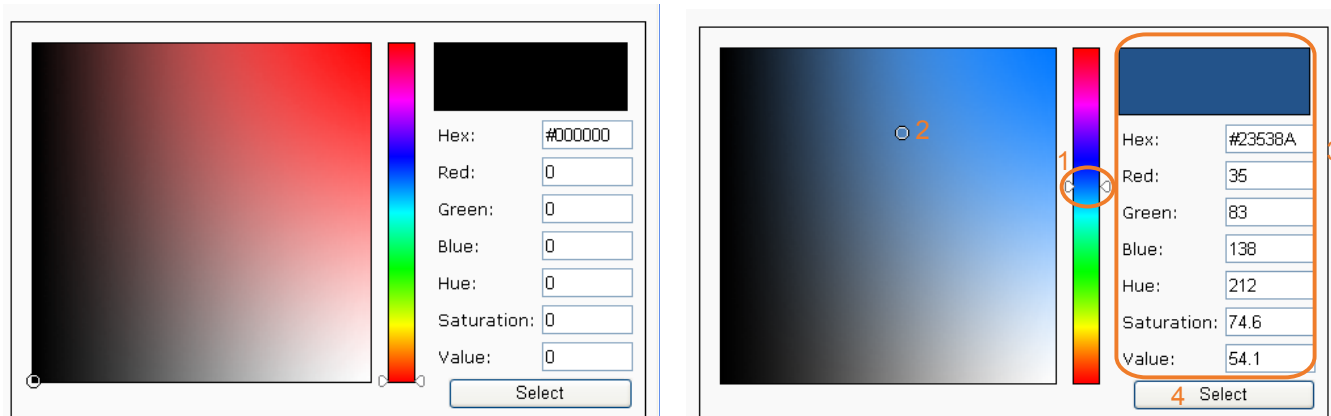 Hex: #000000
Red: 0
Green: 0
Blue: 0
Hue: 0
Saturation: 0
Value: 0
Select
2
1
Hex: #23538A
Red: 35
Green: 83
Blue: 138
Hue: 212
Saturation: 74.6
Value: 54.1
4 Select